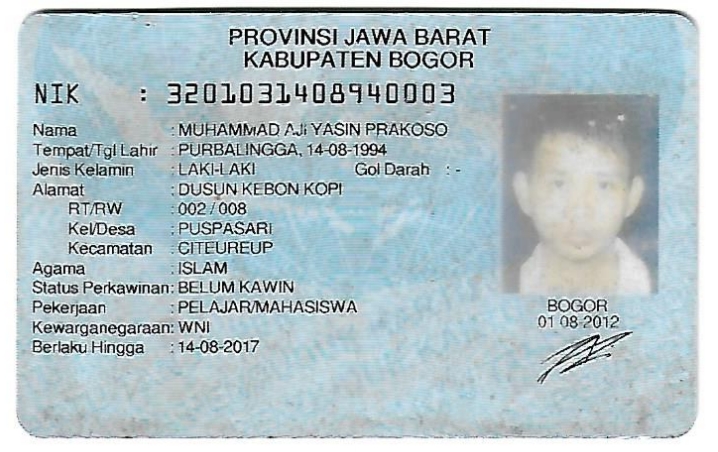 PROVINSI JAWA BARAT
KABUPATEN BOGOR
NIK : 3201031408940003
Nama : MUHAMMAD AJI YASIN PRAKOSO
Tempat/Tgl Lahir : PURBALINGGA, 14-08-1994
Jenis Kelamin : LAKI-LAKI Gol Darah : -
Alamat : DUSUN KEBON KOPI
RT/RW : 002 / 008
Kel/Desa : PUSPASARI
Kecamatan : CITEUREUP
Agama : ISLAM
Status Perkawinan: BELUM KAWIN
Pekerjaan : PELAJAR/MAHASISWA
Kewarganegaraan: WNI
Berlaku Hingga : 14-08-2017
BOGOR
01-08-2012